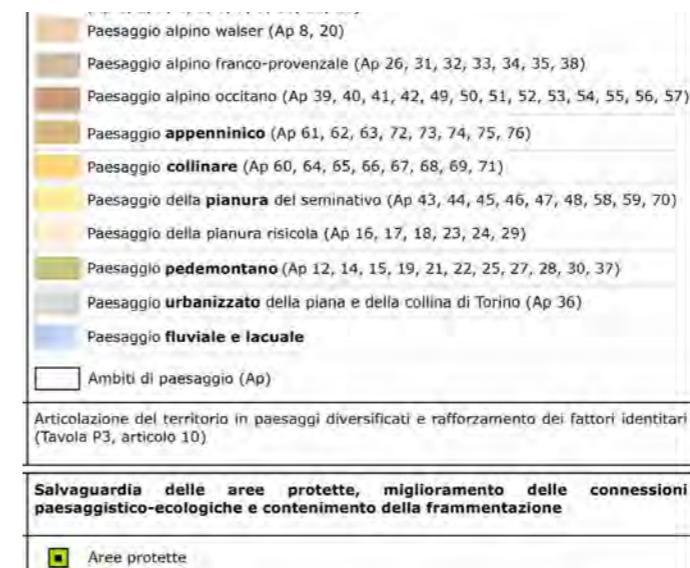 Paesaggio alpino walser (Ap 8, 20)
Paesaggio alpino franco-provenzale (Ap 26, 31, 32, 33, 34, 35, 38)
Paesaggio alpino occitano (Ap 39, 40, 41, 42, 49, 50, 51, 52, 53, 54, 55, 56, 57)
Paesaggio appenninico (Ap 61, 62, 63, 72, 73, 74, 75, 76)
Paesaggio collinare (Ap 60, 64, 65, 66, 67, 68, 69, 71)
Paesaggio della pianura del seminativo (Ap 43, 44, 45, 46, 47, 48, 58, 59, 70)
Paesaggio della pianura risicola (Ap 16, 17, 18, 23, 24, 29)
Paesaggio pedemontano (Ap 12, 14, 15, 19, 21, 22, 25, 27, 28, 30, 37)
Paesaggio urbanizzato della piana e della collina di Torino (Ap 36)
Paesaggio fluviale e lacuale
Ambiti di paesaggio (Ap)
Articolazione del territorio in paesaggi diversificati e rafforzamento dei fattori identitari
(Tavola P3, articolo 10)
Salvaguardia delle aree protette, miglioramento delle connessioni
paesaggistico-ecologiche e contenimento della frammentazione
Aree protette